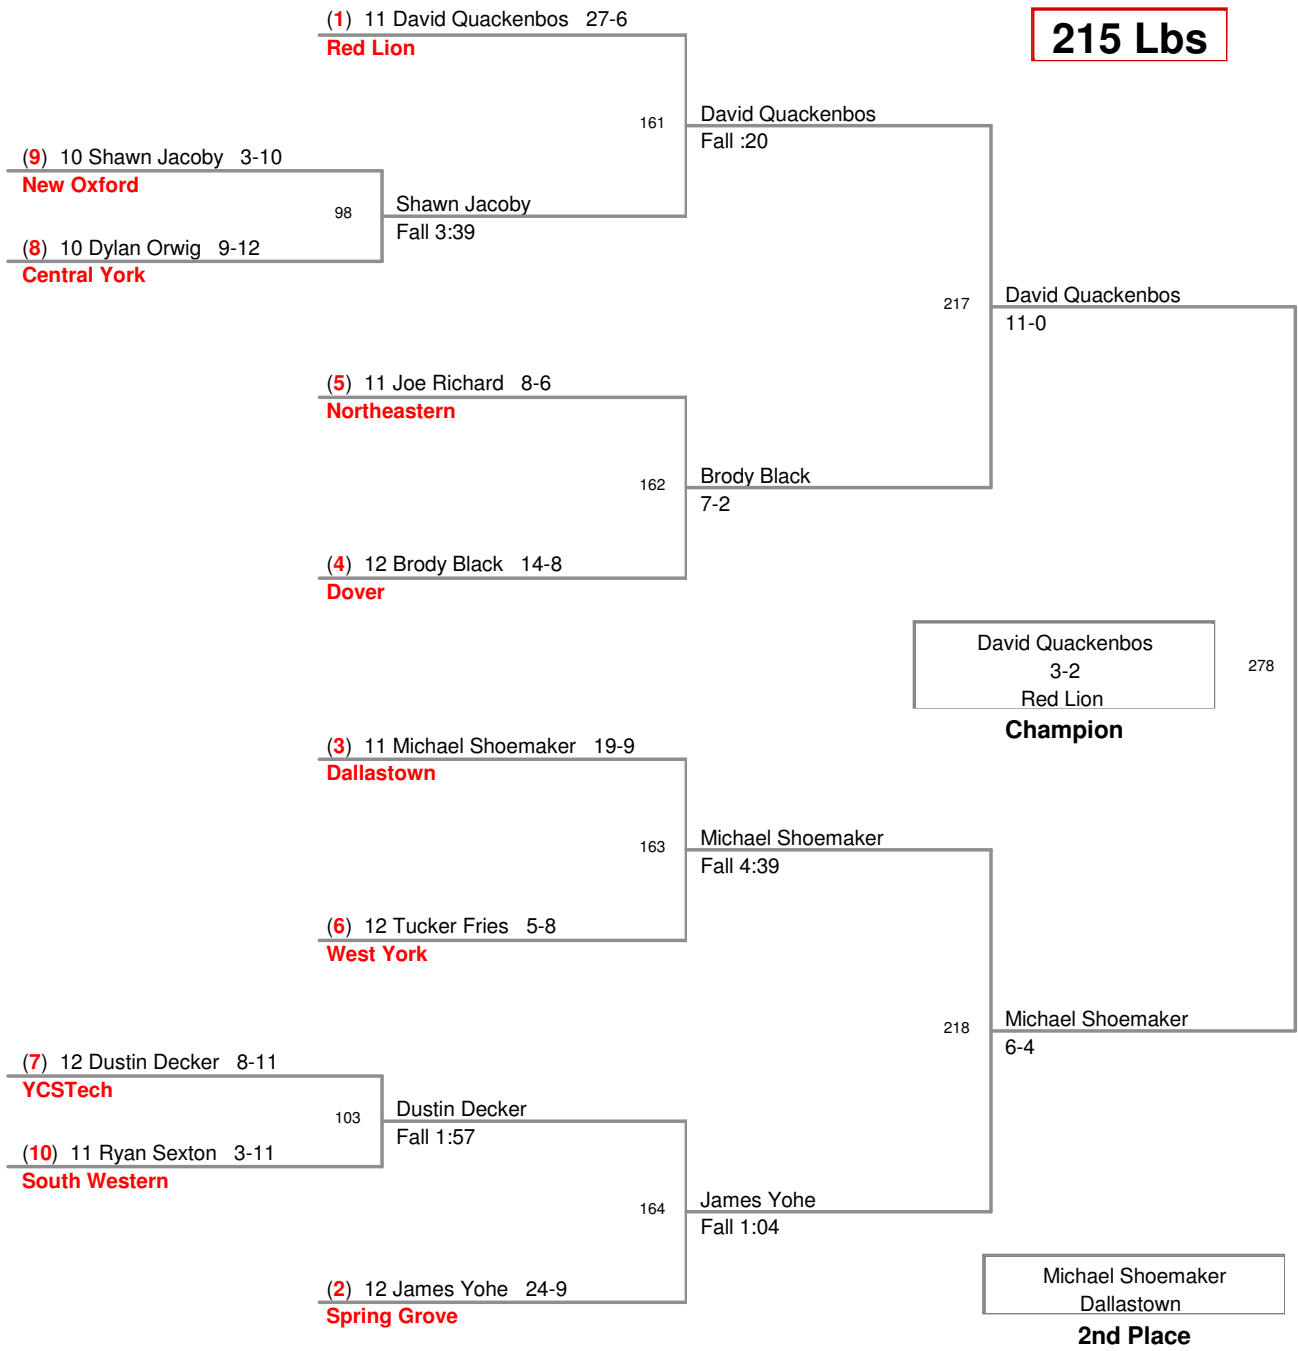 (1) 11 David Quackenbos 27-6
Red Lion
215 Lbs
161
David Quackenbos
Fall :20
(9) 10 Shawn Jacoby 3-10
New Oxford
98
Shawn Jacoby
Fall 3:39
(8) 10 Dylan Orwig 9-12
Central York
217
David Quackenbos
11-0
(5) 11 Joe Richard 8-6
Northeastern
162
Brody Black
7-2
(4) 12 Brody Black 14-8
Dover
David Quackenbos
3-2
Red Lion
Champion
278
(3) 11 Michael Shoemaker 19-9
Dallastown
163
Michael Shoemaker
Fall 4:39
(6) 12 Tucker Fries 5-8
West York
218
Michael Shoemaker
6-4
(7) 12 Dustin Decker 8-11
YCSTech
103
Dustin Decker
Fall 1:57
(10) 11 Ryan Sexton 3-11
South Western
164
James Yohe
Fall 1:04
(2) 12 James Yohe 24-9
Spring Grove
Michael Shoemaker
Dallastown
2nd Place